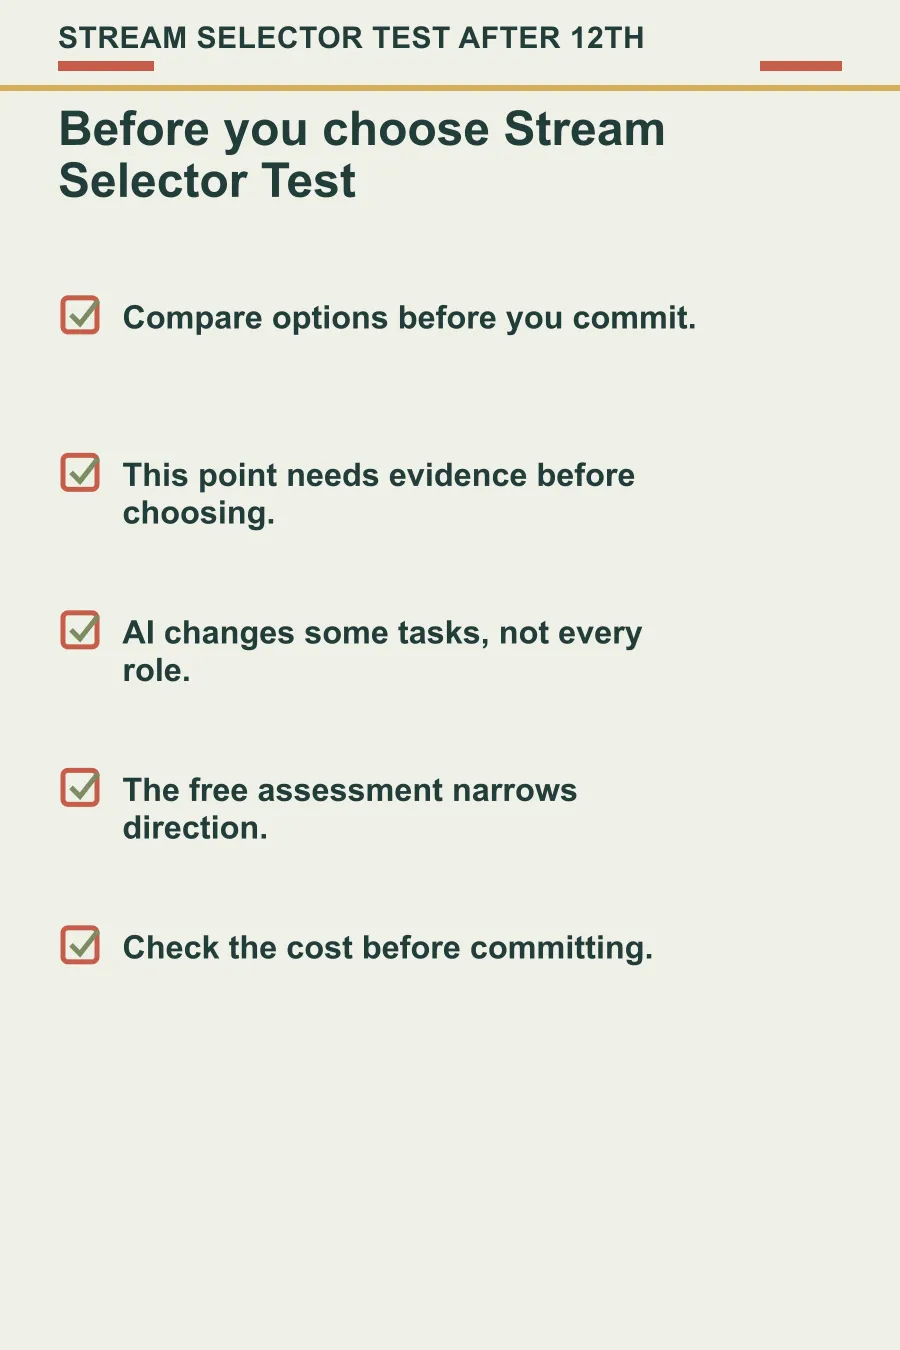 STREAM SELECTOR TEST AFTER 12TH
Before you choose Stream
Selector Test
Compare options before you commit.
This point needs evidence before
choosing.
AI changes some tasks, not every
role.
The free assessment narrows
direction.
Check the cost before committing.